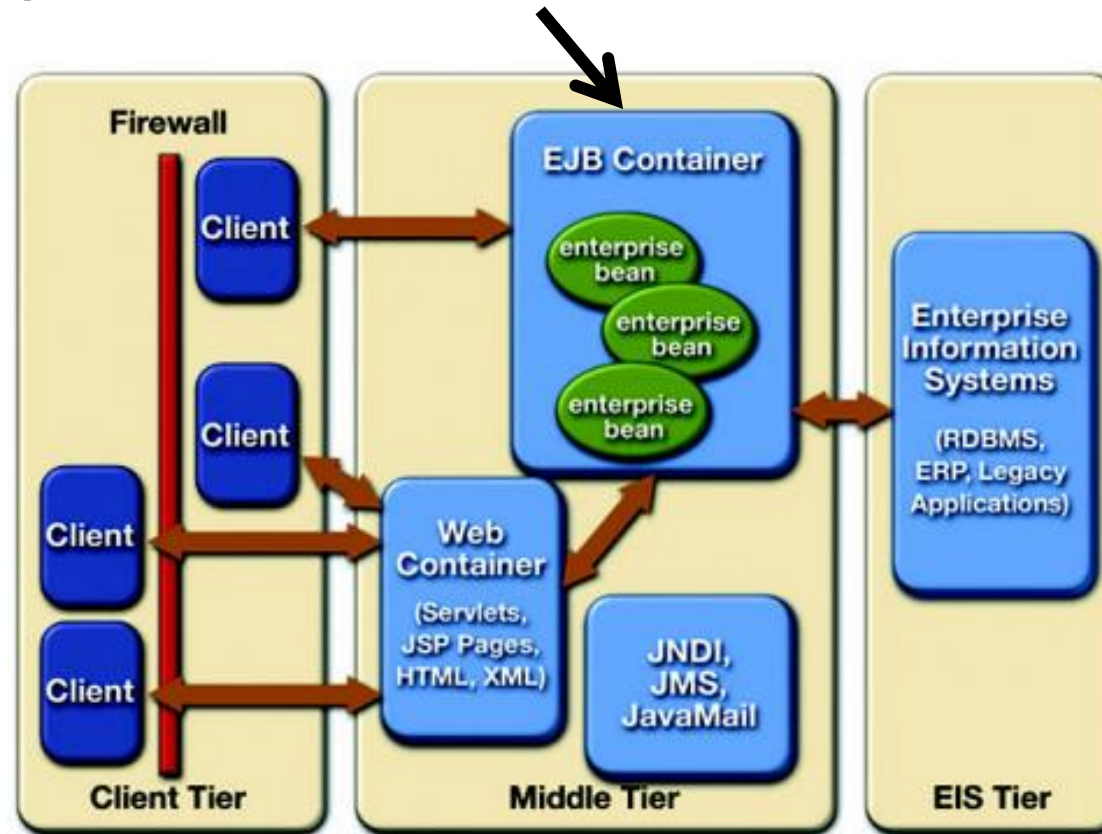 Firewall
Client
Client
Client
Client
Client Tier
EJB Container
enterprise
bean
enterprise
bean
enterprise
bean
Web
Container
(Servlets,
JSP Pages,
HTML, XML)
JNDI,
JMS,
JavaMail
Middle Tier
Enterprise
Information
Systems
(RDBMS,
ERP, Legacy
Applications)
EIS Tier